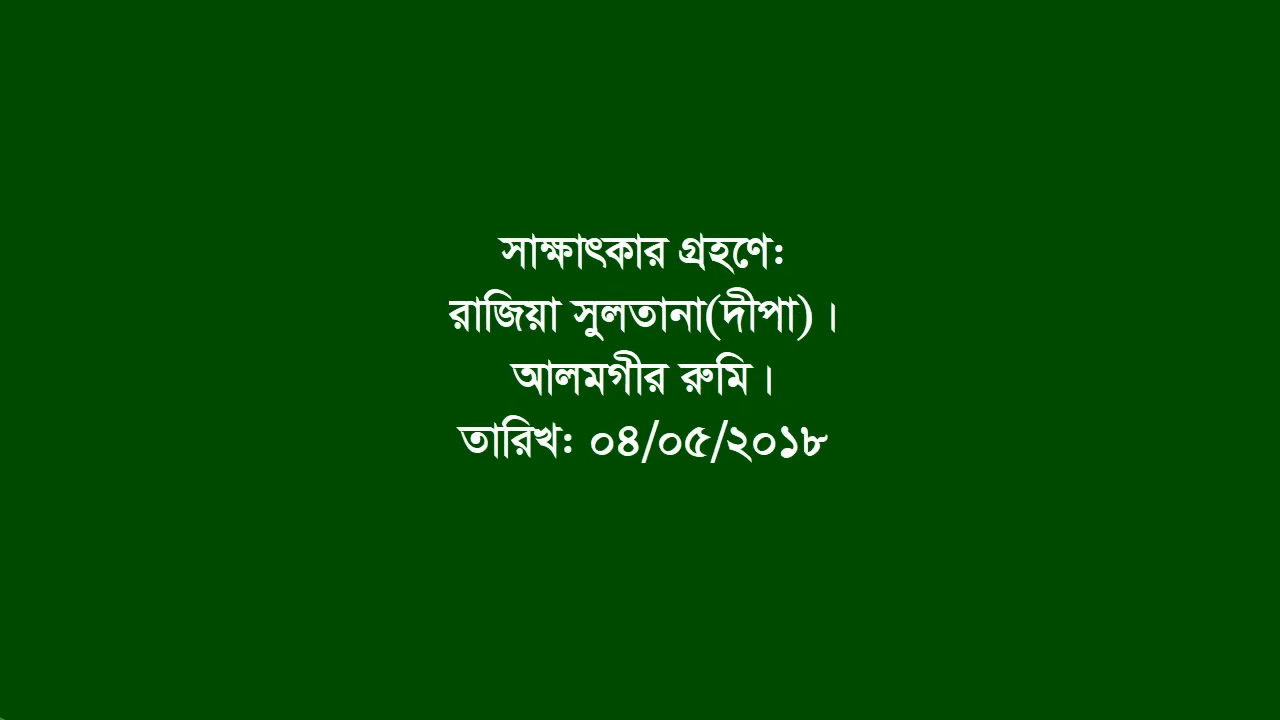 সাক্ষাৎকার গ্রহণে:
রাজিয়া সুলতানা(দীপা)।
আলমগীর রুমি।
তারিখ: ০৪/০৫/২০১৮